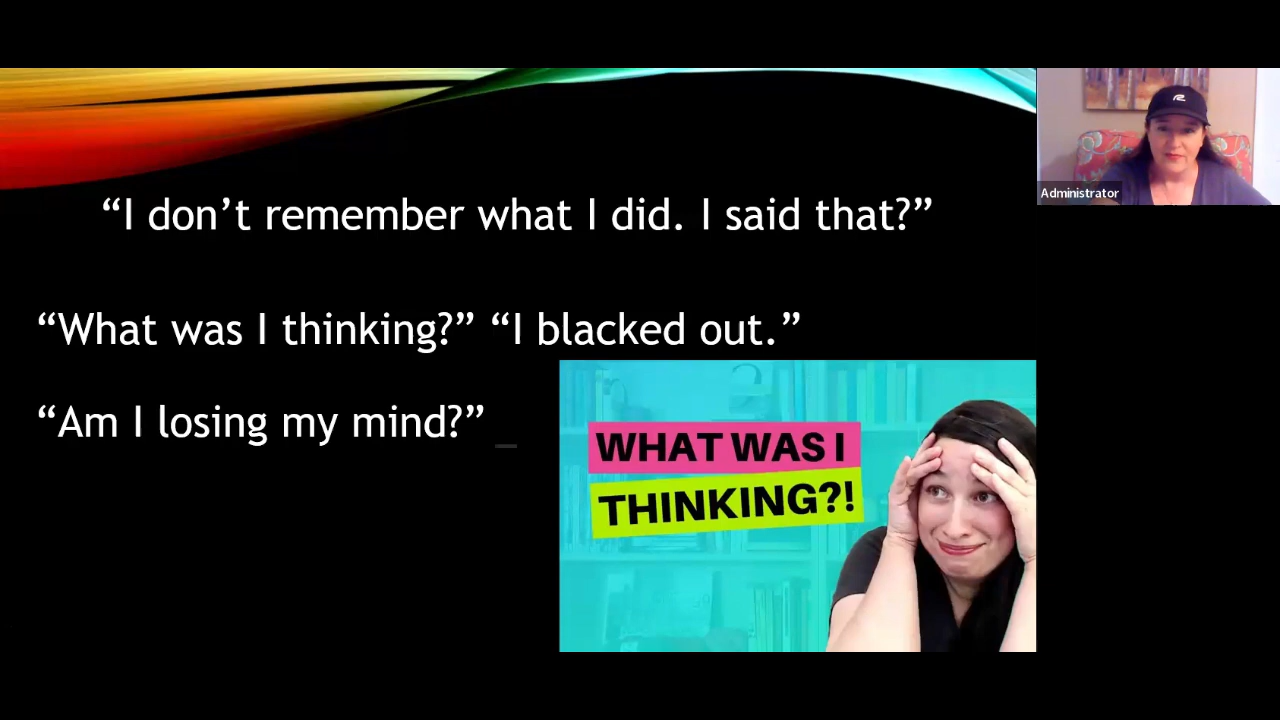 “I don’t remember what I did. I said that?”
“What was I thinking?” “I blacked out.”
“Am I losing my mind?”
WHAT WAS I
THINKING?!
Administrator